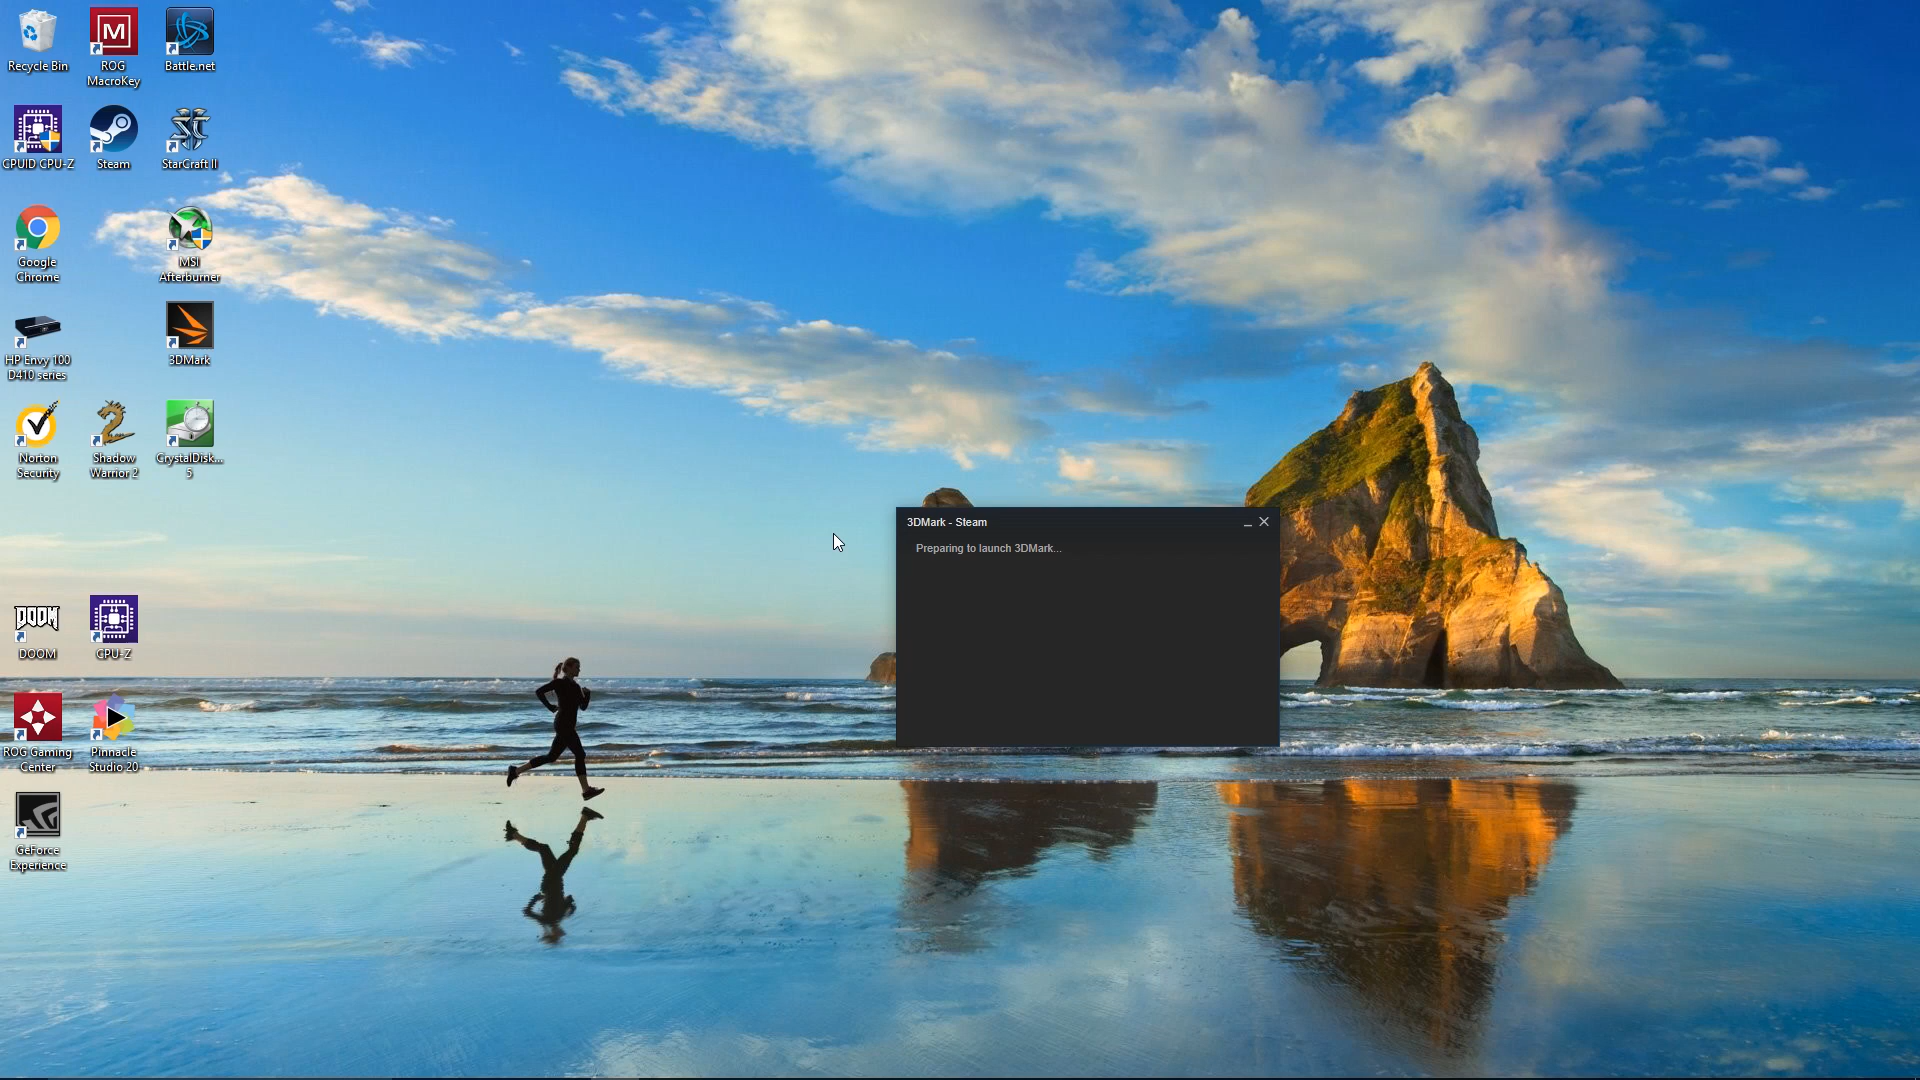 Recycle Bin
ROG
MacroKey
Battle.net
CPUID CPU-Z
Steam
StarCraft II
Google
Chrome
MSI
Afterburner
HP Envy 100
D410 series
3DMark
Norton
Security
Shadow
Warrior 2
CrystalDisk...
5
3DMark - Steam
Preparing to launch 3DMark...
DOOM
DOOM
GPU-Z
ROG Gaming
Center
Pinnacle
Studio 20
GeForce
Experience